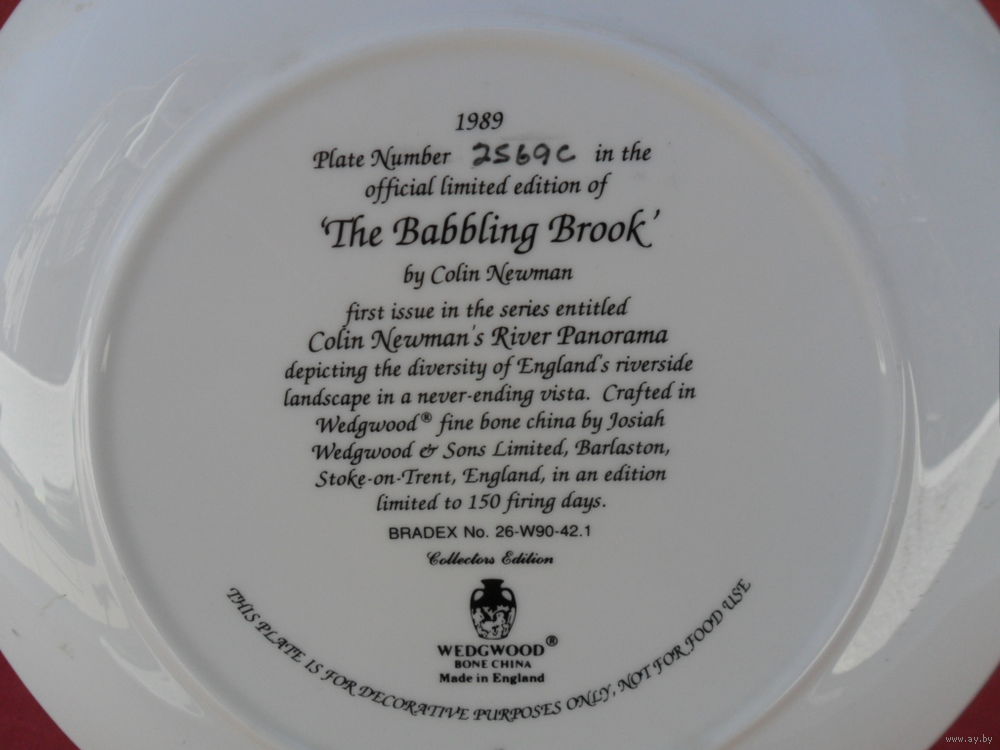 1989
Plate Number 2569C in the
official limited edition of
'The Babbling Brook'
by Colin Newman
first issue in the series entitled
Colin Newman's River Panorama
depicting the diversity of England's riverside
landscape in a never-ending vista. Crafted in
Wedgwood® fine bone china by Josiah
Wedgwood & Sons Limited, Barlaston,
Stoke-on-Trent, England, in an edition
limited to 150 firing days.
BRADEX No. 26-W90-42.1
Collectors Edition
WEDGWOOD®
BONE CHINA
Made in England
THIS PLATE IS FOR DECORATIVE PURPOSES ONLY, NOT FOR FOOD USE
www.ay.by